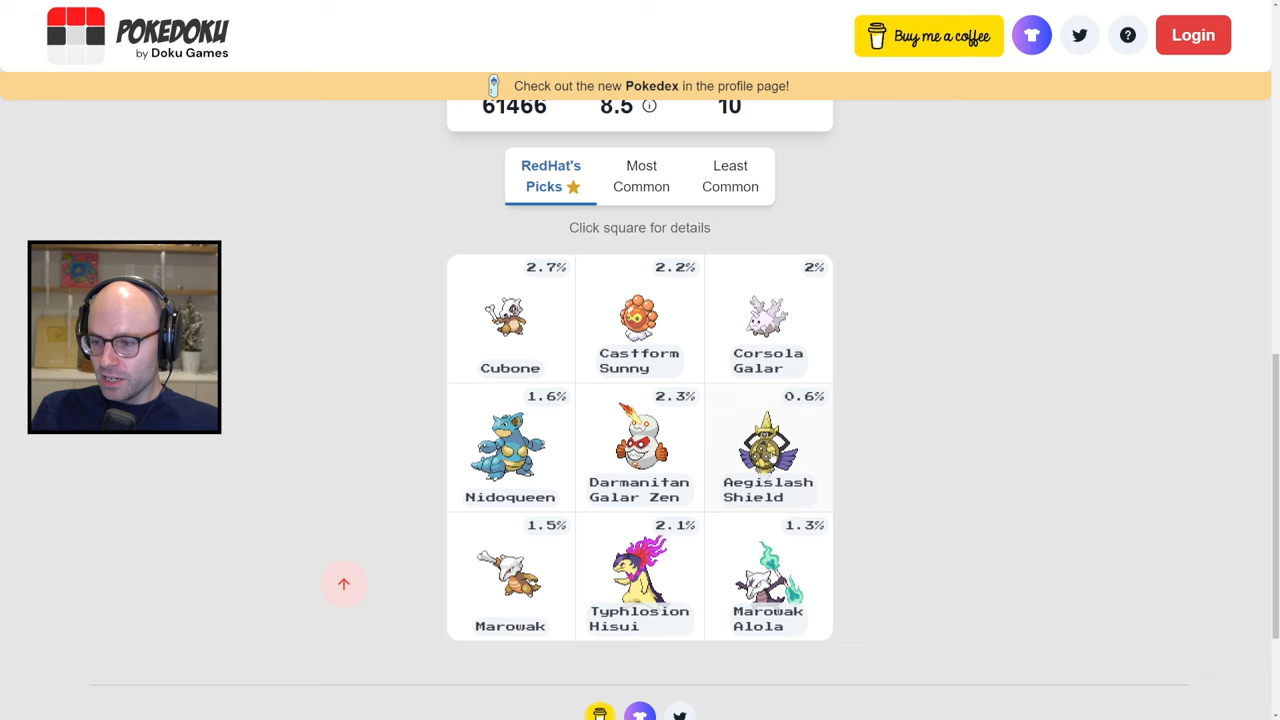 POKEDOKU
by Doku Games
Buy me a coffee
Login
Check out the new Pokedex in the profile page!
61466 8.5 10
RedHat's
Picks
Most
Common
Least
Common
Click square for details
2.7% 2.2% 2%
Cubone
Castform
Sunny
Corsola
Galar
1.6% 2.3% 0.6%
Nidoqueen
Darmanitan
Galar Zen
Aegislash
Shield
1.5% 2.1% 1.3%
Marowak
Typhlosion
Hisui
Marowak
Alola